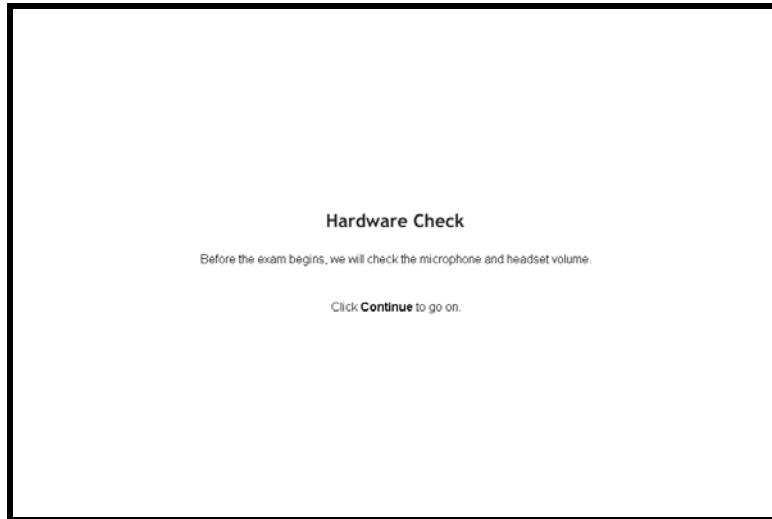 Hardware Check
Before the exam begins, we will check the microphone and headset volume.
Click Continue to go on.